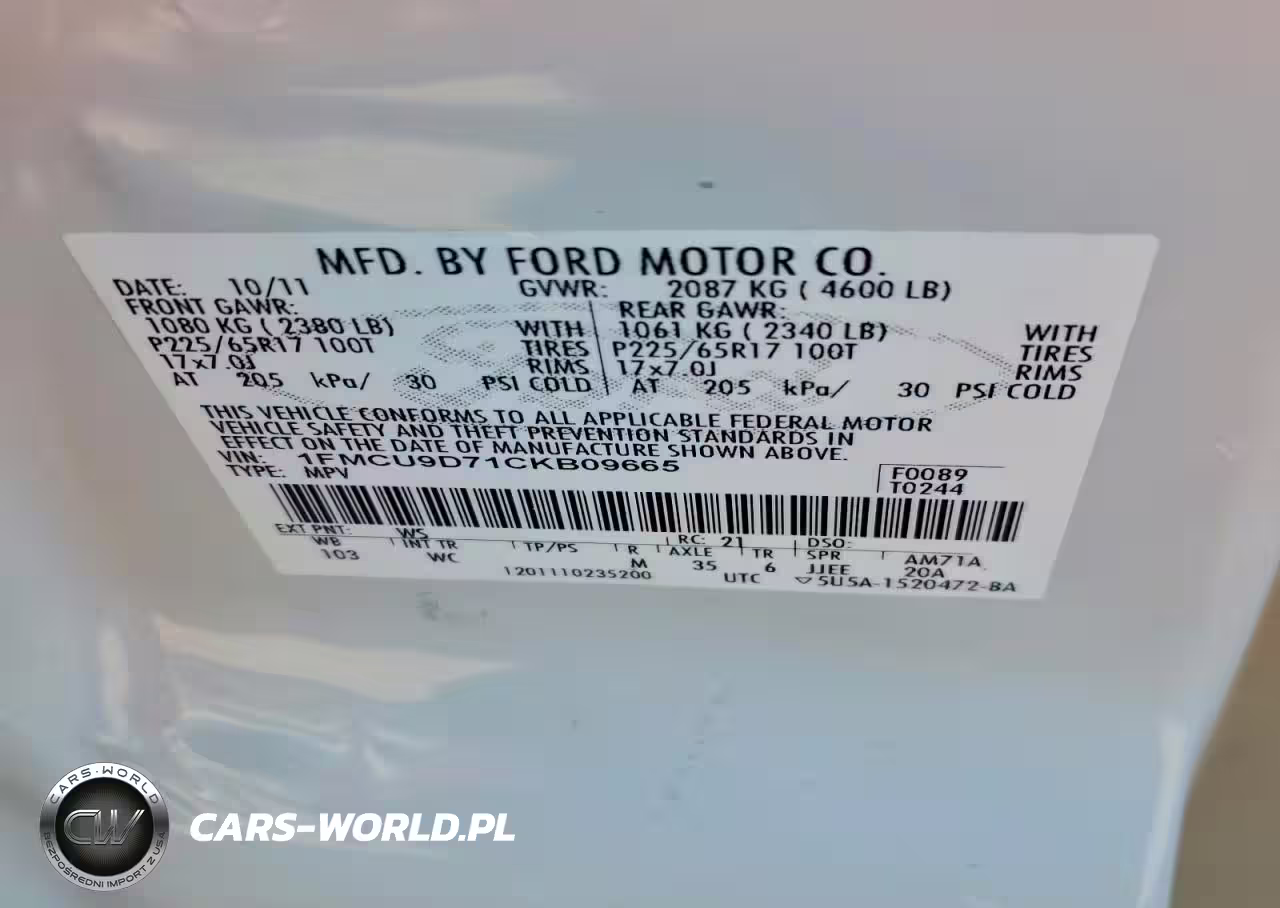 MFD. BY FORD MOTOR CO.
DATE: 10/11 GVWR: 2087 KG ( 4600 LB)
FRONT GAWR: REAR GAWR:
1080 KG ( 2380 LB) WITH 1061 KG ( 2340 LB) WITH
P225/65R17 100T TIRES P225/65R17 100T TIRES
17x7.0J RIMS 17x7.0J RIMS
AT 205 kPa/ 30 PSI COLD AT 205 kPa/ 30 PSI COLD
THIS VEHICLE CONFORMS TO ALL APPLICABLE FEDERAL MOTOR
VEHICLE SAFETY AND THEFT PREVENTION STANDARDS IN
EFFECT ON THE DATE OF MANUFACTURE SHOWN ABOVE.
VIN: 1FMCU9D71CKB09665
TYPE: MPV
F0089
T0244
EXT PNT: WS RC: 21 DSO:
WB INT TR TP/PS R AXLE TR SPR AM71A
103 WC M 35 6 JJEE 20A
1201110235200 UTC ▽5U5A-1520472-BA
CARS-WORLD
CW
BEZPOŚREDNI IMPORT Z USA
CARS-WORLD.PL